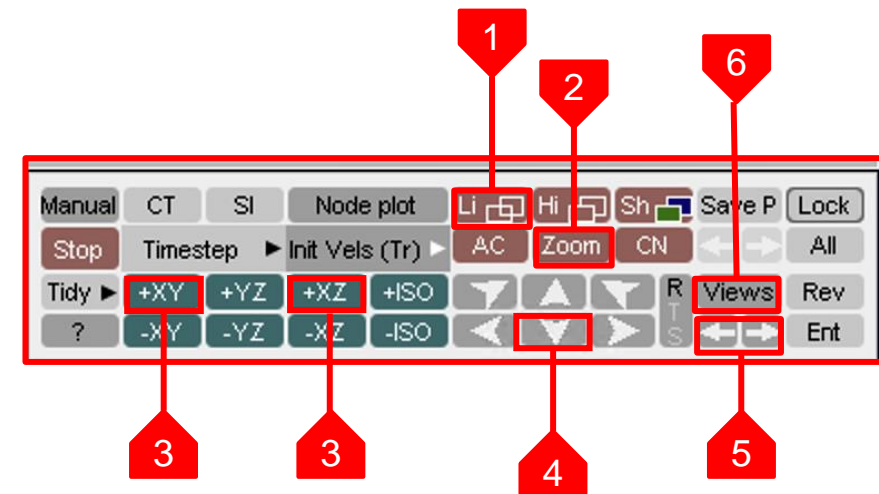 1
2
6
Manual CT SI Node plot Li Hi Sh Save P Lock
Stop Timestep Init Vels (Tr) AC Zoom CN All
Tidy +XY +YZ +XZ +ISO R Views Rev
T
? -XY -YZ -XZ -ISO S Ent
3 3 4 5